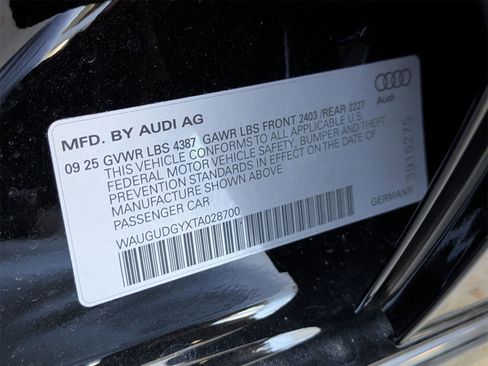 MFD. BY AUDI AG
09 25 GVWR LBS 4387 GAWR LBS FRONT 2403 /REAR 2227
THIS VEHICLE CONFORMS TO ALL APPLICABLE U.S.
FEDERAL MOTOR VEHICLE SAFETY, BUMPER AND THEFT
PREVENTION STANDARDS IN EFFECT ON THE DATE OF
MANUFACTURE SHOWN ABOVE.
PASSENGER CAR
WAUGUDGYXTA028700
GERMANY
3915275